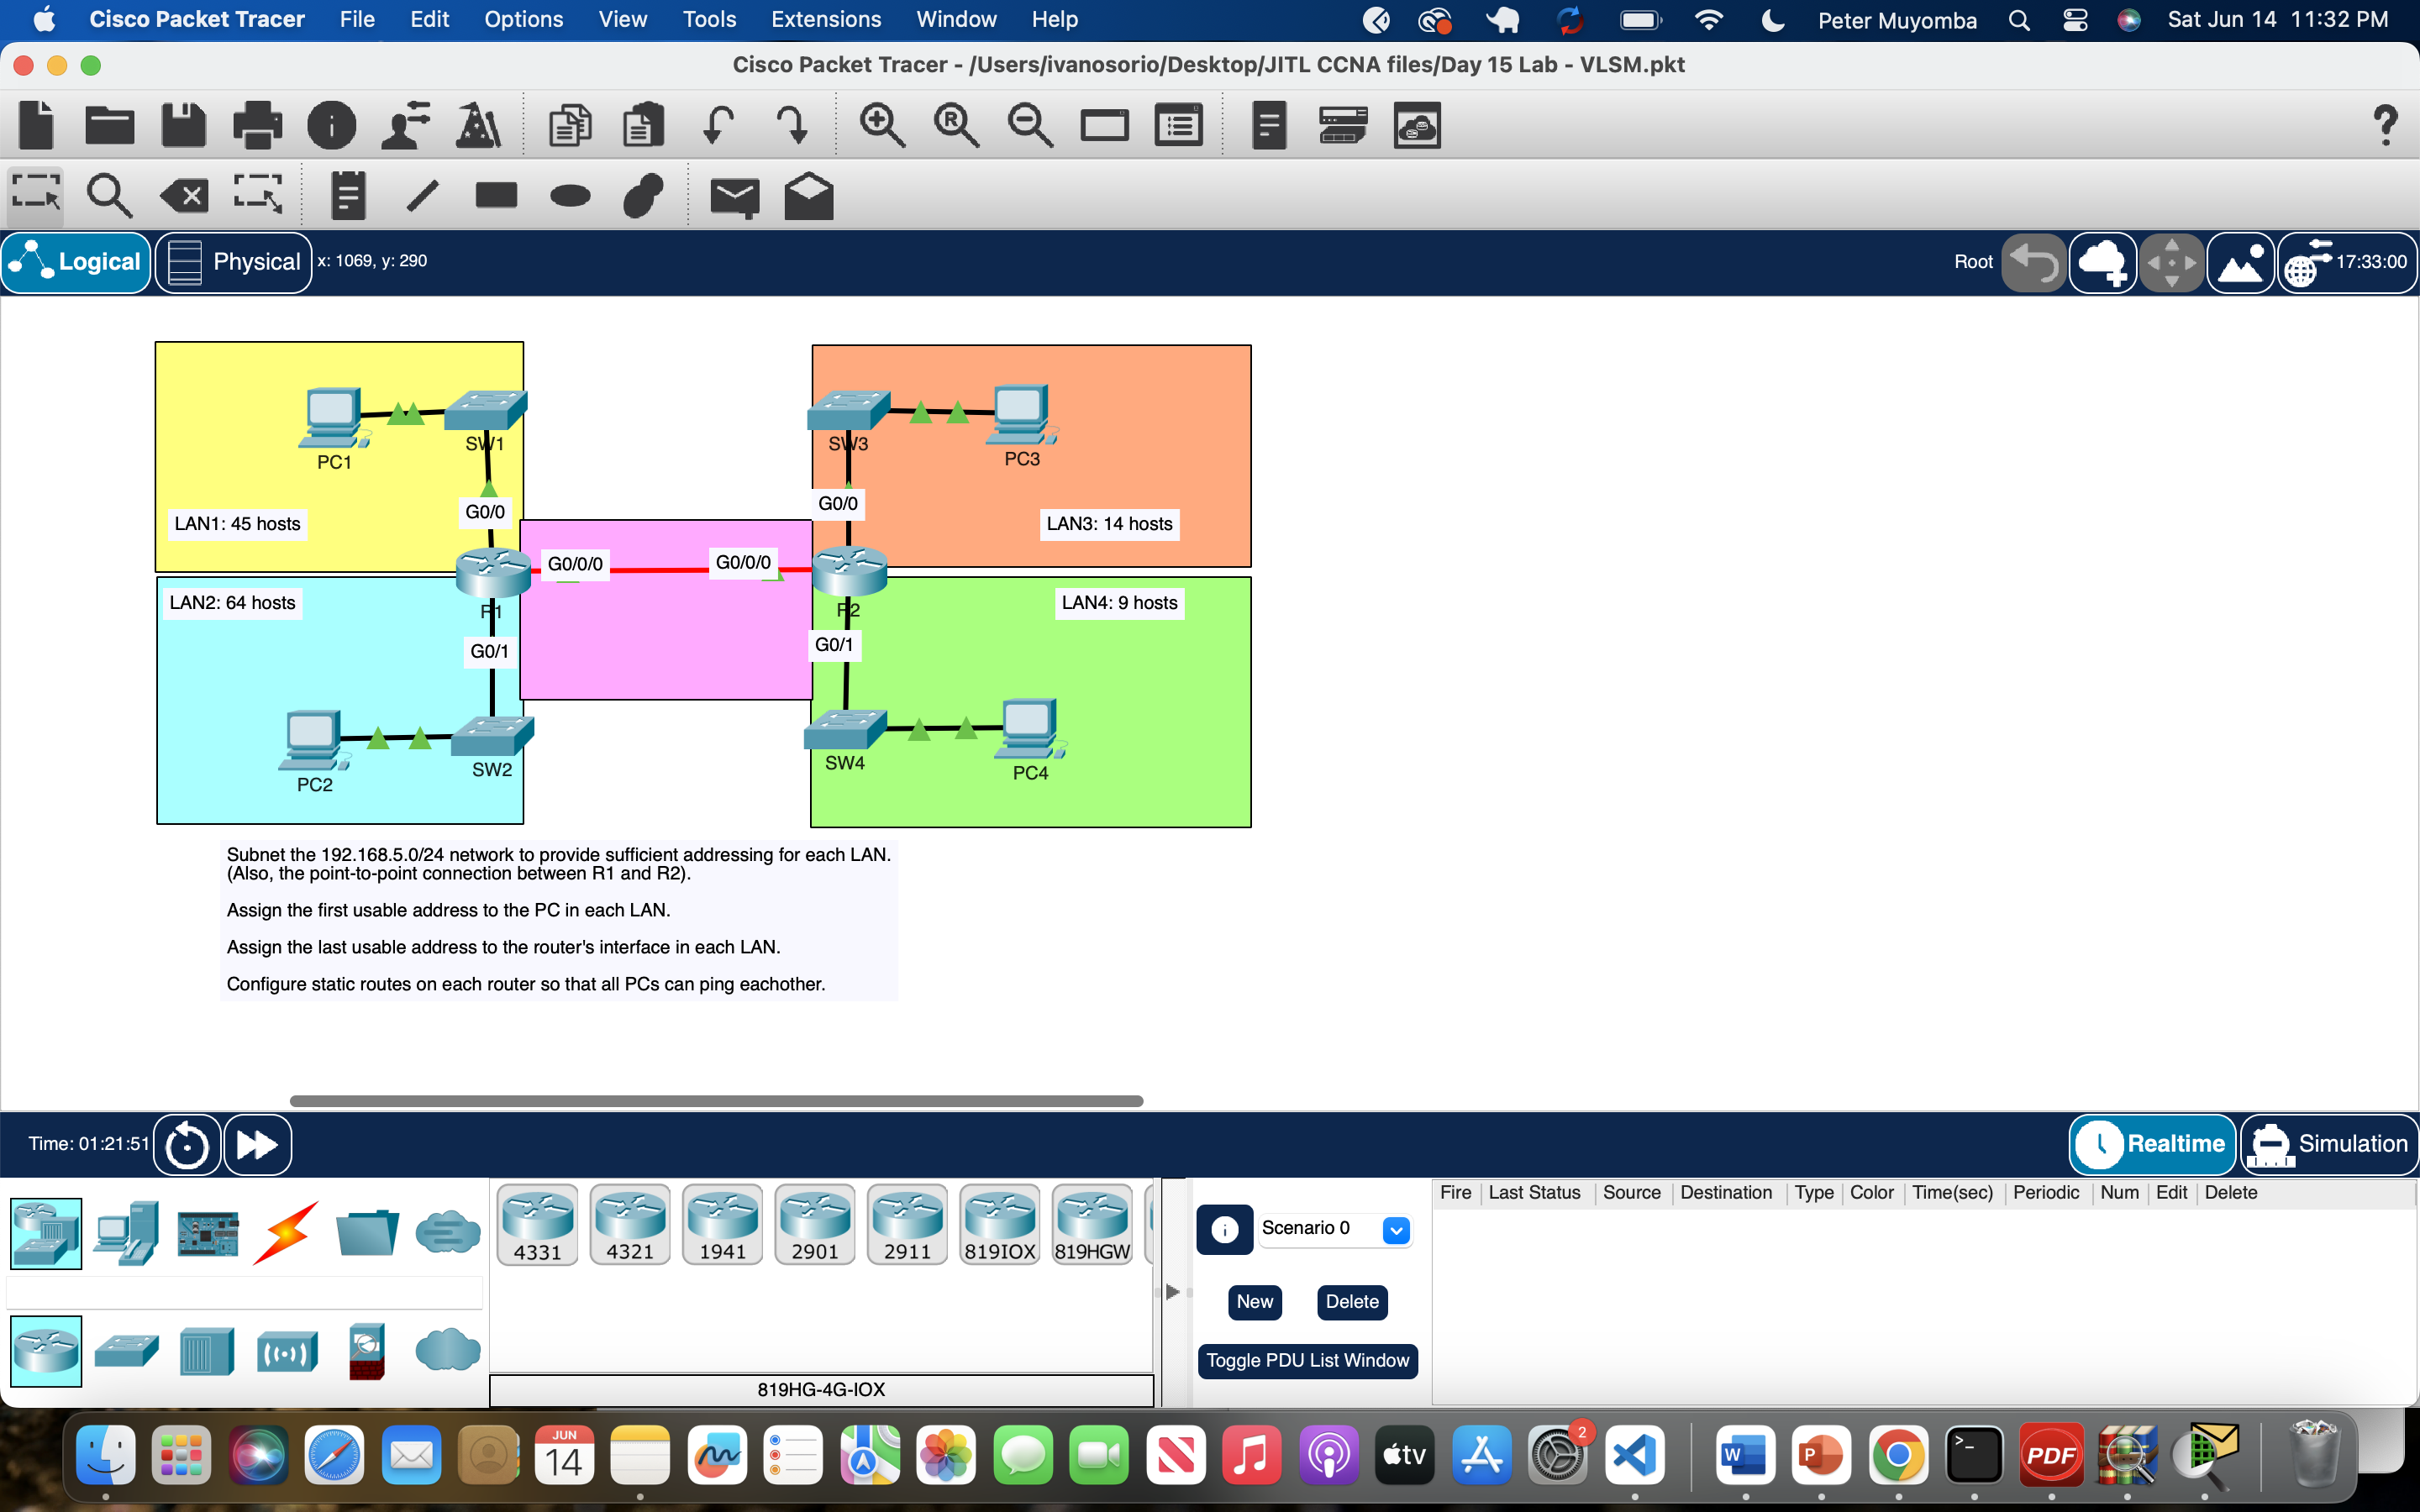 Cisco Packet Tracer File Edit Options View Tools Extensions Window Help Peter Muyomba Sat Jun 14 11:32 PM
Cisco Packet Tracer - /Users/ivanosorio/Desktop/JITL CCNA files/Day 15 Lab - VLSM.pkt
Logical Physical x: 1069, y: 290 Root 17:33:00
PC1
SW1
G0/0
LAN1: 45 hosts
SW3
PC3
G0/0
LAN3: 14 hosts
G0/0/0
G0/0/0
LAN2: 64 hosts
R1
G0/1
PC2
SW2
R2
LAN4: 9 hosts
G0/1
SW4
PC4
Subnet the 192.168.5.0/24 network to provide sufficient addressing for each LAN.
(Also, the point-to-point connection between R1 and R2).
Assign the first usable address to the PC in each LAN.
Assign the last usable address to the router's interface in each LAN.
Configure static routes on each router so that all PCs can ping eachother.
Time: 01:21:51 Realtime Simulation
4331 4321 1941 2901 2911 819IOX 819HGW
819HG-4G-IOX
Scenario 0
New Delete
Toggle PDU List Window
Fire Last Status Source Destination Type Color Time(sec) Periodic Num Edit Delete
JUN
14
tv
2
W
P
>_
PDF